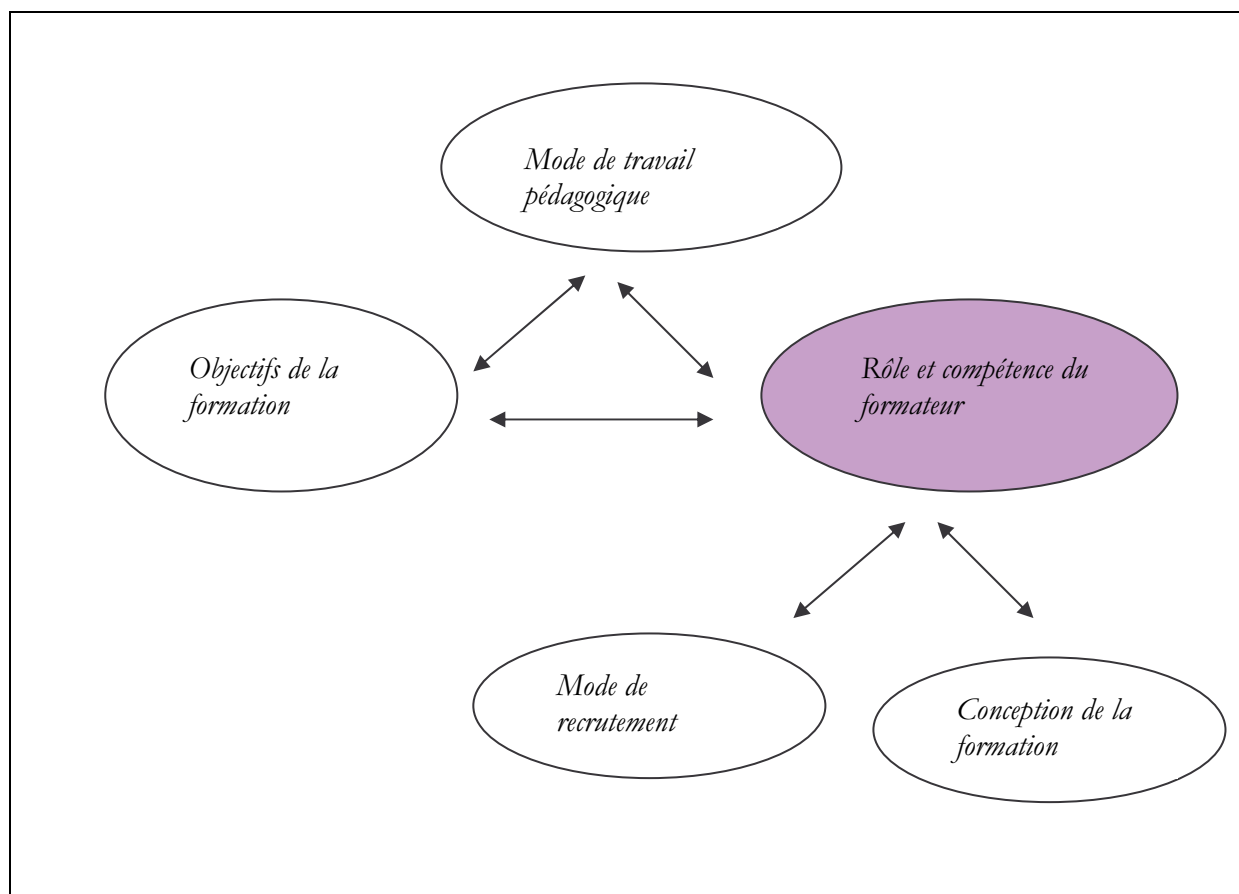 Mode de travail
pédagogique
Objectifs de la
formation
Rôle et compétence du
formateur
Mode de
recrutement
Conception de la
formation